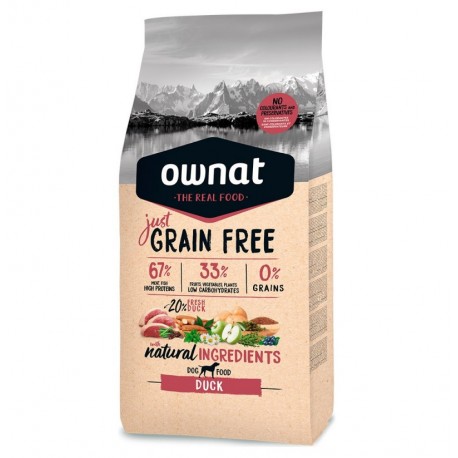 NO
COLOURANTS AND
PRESERVATIVES
ownat
· THE REAL FOOD ·
just
GRAIN FREE
67% 33% 0%
MEAT FISH FRUITS VEGETABLES PLANTS GRAINS
HIGH PROTEINS LOW CARBOHYDRATES
20% FRESH
DUCK
with natural INGREDIENTS
DOG FOOD
DUCK